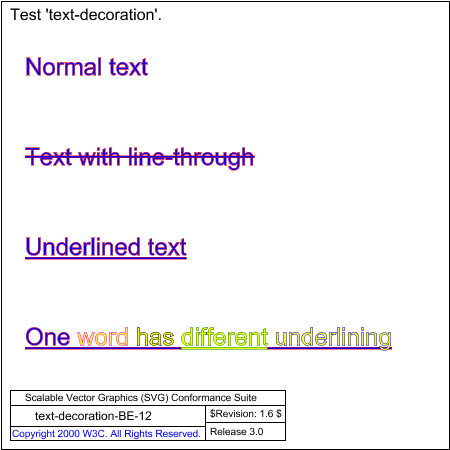 Test 'text-decoration'.
Normal text
Text with line-through
Underlined text
One word has different underlining
Scalable Vector Graphics (SVG) Conformance Suite
text-decoration-BE-12
$Revision: 1.6 $
Copyright 2000 W3C. All Rights Reserved.
Release 3.0